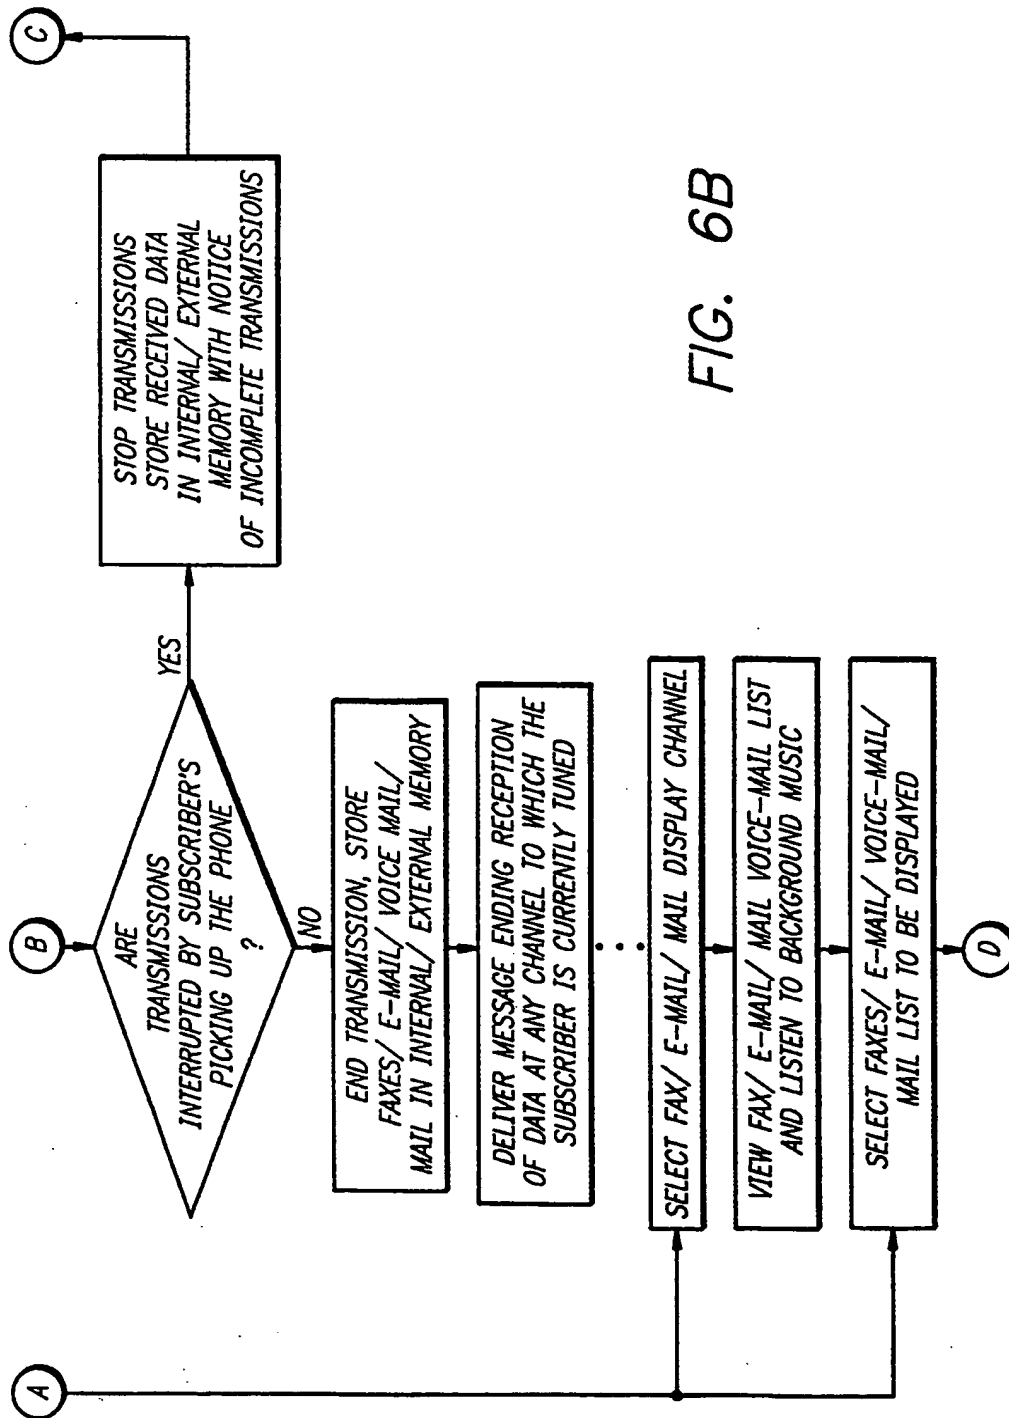 A
B
C
ARE
TRANSMISSIONS
INTERRUPTED BY SUBSCRIBER'S
PICKING UP THE PHONE
?
YES
STOP TRANSMISSIONS
STORE RECEIVED DATA
IN INTERNAL/ EXTERNAL
MEMORY WITH NOTICE
OF INCOMPLETE TRANSMISSIONS
NO
END TRANSMISSION, STORE
FAXES/ E-MAIL/ VOICE MAIL/
MAIL IN INTERNAL/ EXTERNAL MEMORY
DELIVER MESSAGE ENDING RECEPTION
OF DATA AT ANY CHANNEL TO WHICH THE
SUBSCRIBER IS CURRENTLY TUNED
SELECT FAX/ E-MAIL/ MAIL DISPLAY CHANNEL
VIEW FAX/ E-MAIL/ MAIL VOICE-MAIL LIST
AND LISTEN TO BACKGROUND MUSIC
SELECT FAXES/ E-MAIL/ VOICE-MAIL/
MAIL LIST TO BE DISPLAYED
D
FIG. 6B